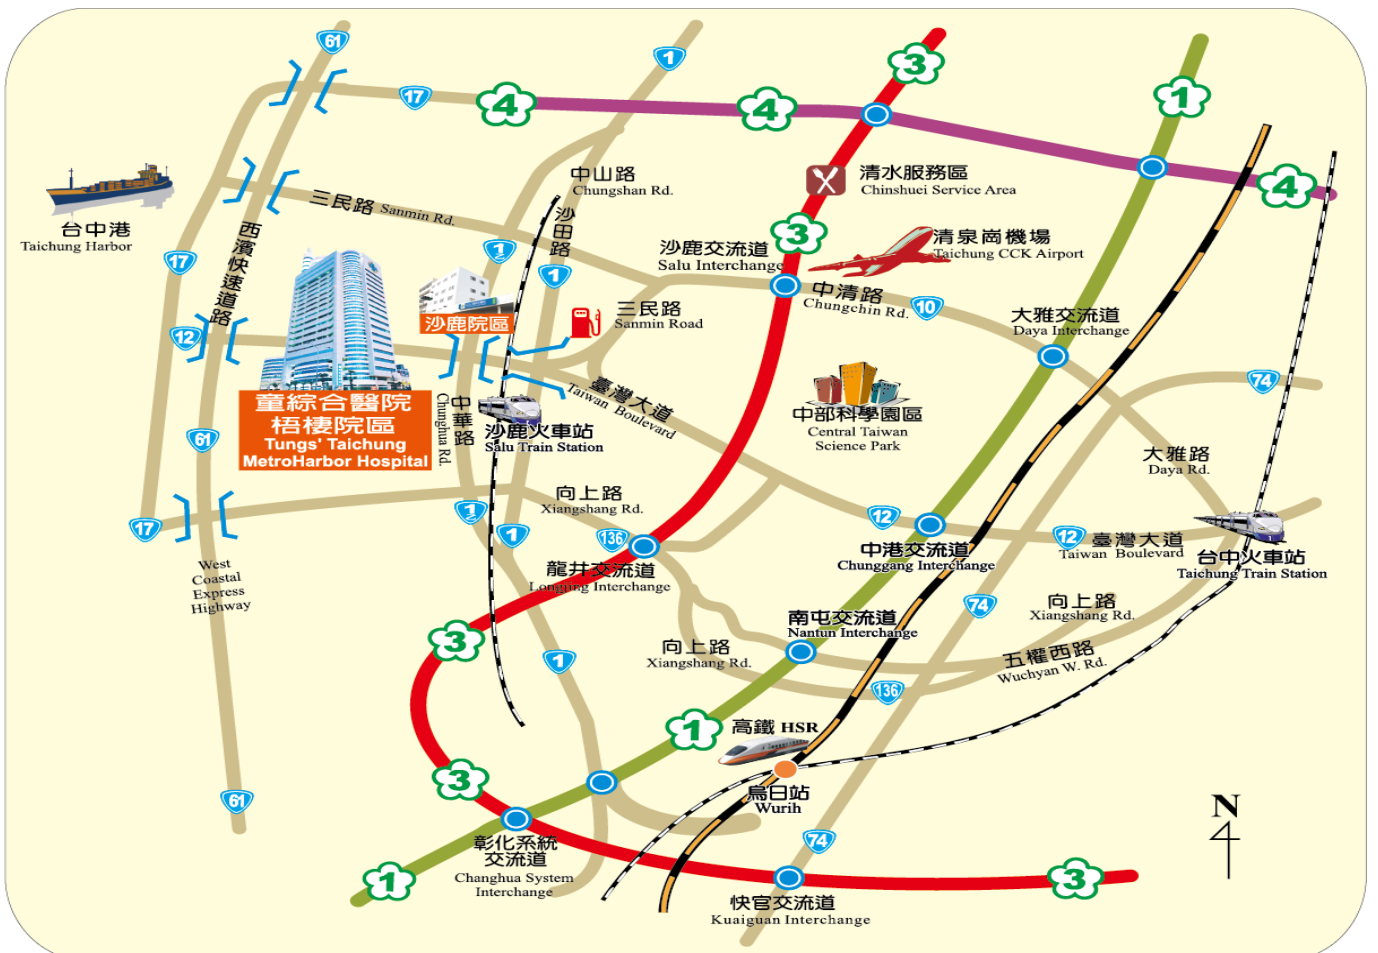 61
1
3
1
17
4
4
4
中山路
Chungshan Rd.
清水服務區
Chinshuei Service Area
三民路 Sanmin Rd.
台中港
Taichung Harbor
西濱快速道路
沙田路
3
清泉崗機場
Taichung CCK Airport
沙鹿交流道
Salu Interchange
17
1
1
中清路
Chungchin Rd.
10
三民路
Sanmin Road
大雅交流道
Daya Interchange
沙鹿院區
12
74
臺灣大道
Taiwan Boulevard
中華路
Chunghua Rd.
童綜合醫院
梧棲院區
Tungs' Taichung
MetroHarbor Hospital
61
沙鹿火車站
Salu Train Station
中部科學園區
Central Taiwan
Science Park
大雅路
Daya Rd.
向上路
Xiangshang Rd.
17
1
1
136
12
12
臺灣大道
Taiwan Boulevard
中港交流道
Chunggang Interchange
台中火車站
Taichung Train Station
龍井交流道
Longjing Interchange
West
Coastal
Express
Highway
74
向上路
Xiangshang Rd.
南屯交流道
Nantun Interchange
3
1
向上路
Xiangshang Rd.
五權西路
Wuchyan W. Rd.
136
1
高鐵 HSR
3
烏日站
Wurih
61
74
彰化系統
交流道
Changhua System
Interchange
1
3
快官交流道
Kuaiguan Interchange
N